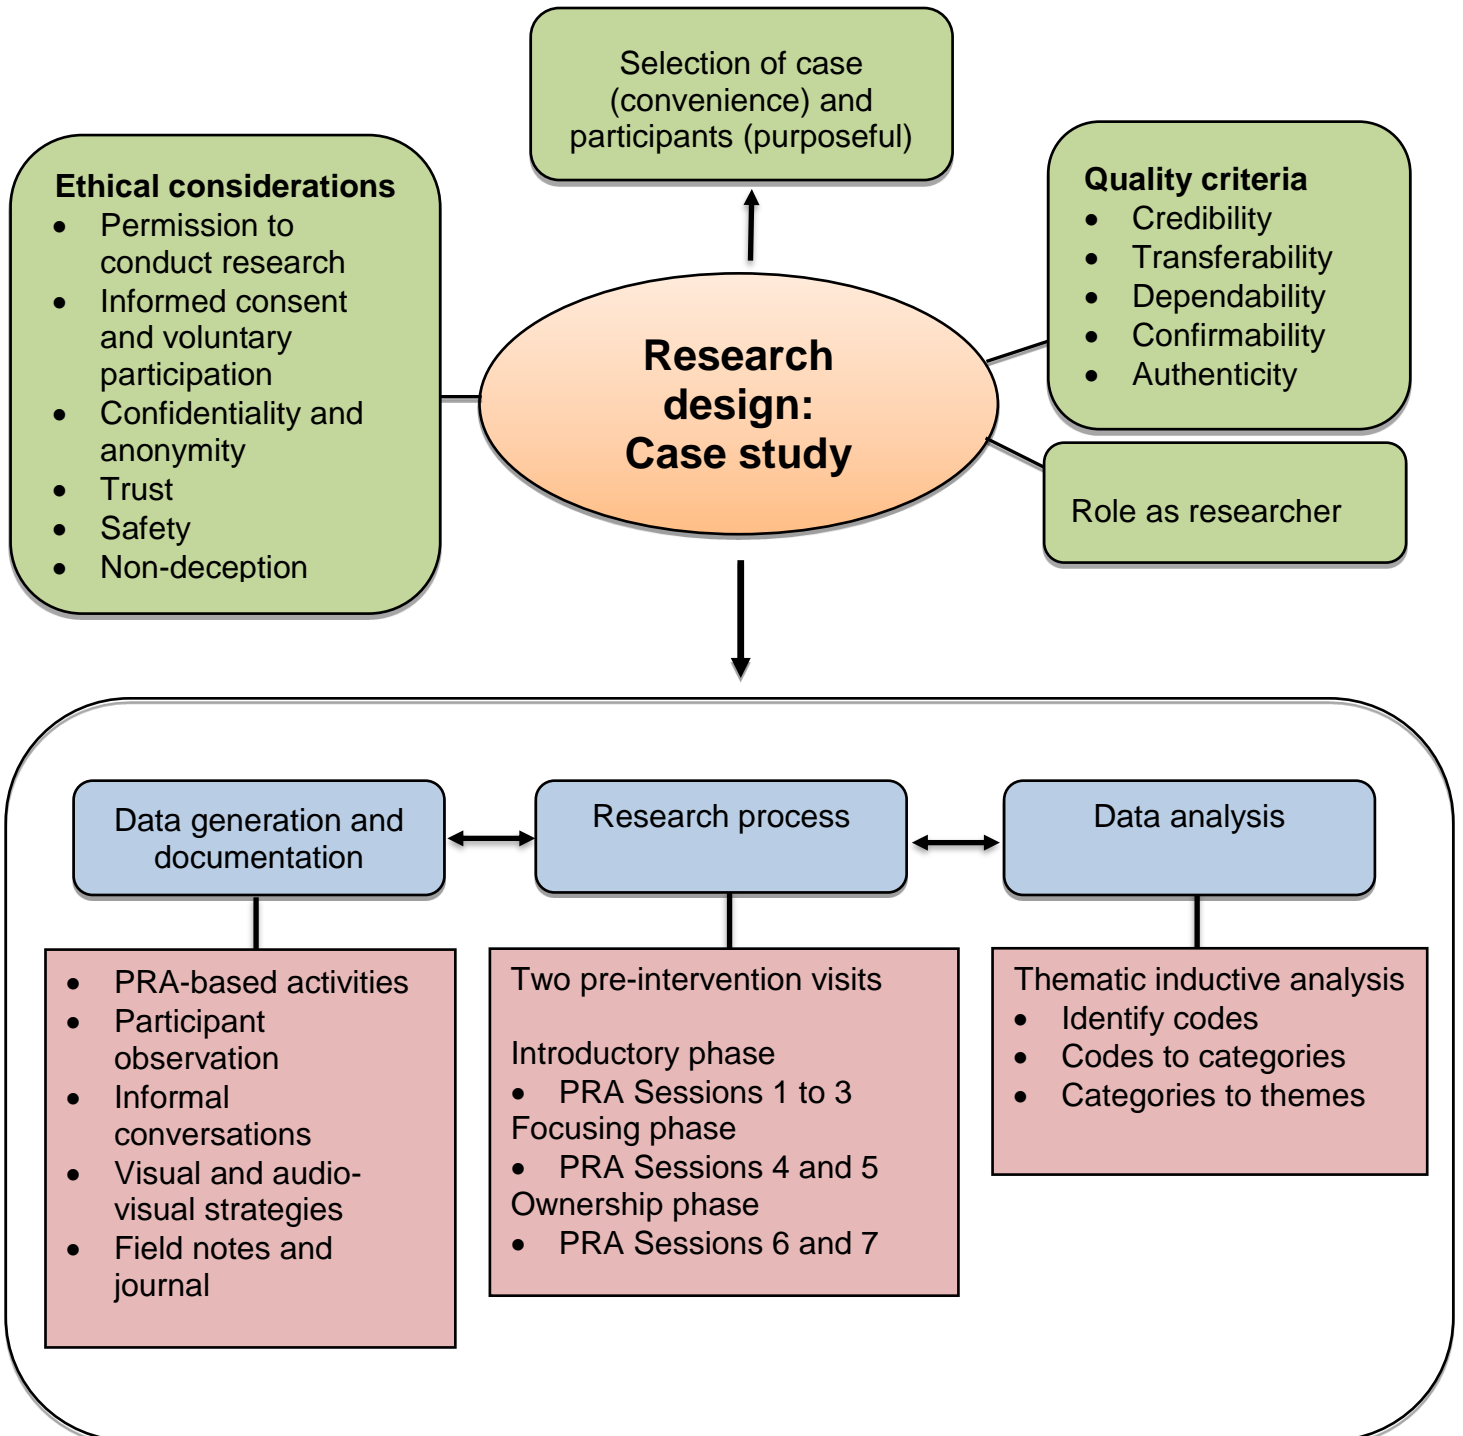 Selection of case
(convenience) and
participants (purposeful)
Ethical considerations
• Permission to
conduct research
• Informed consent
and voluntary
participation
• Confidentiality and
anonymity
• Trust
• Safety
• Non-deception
Research
design:
Case study
Quality criteria
• Credibility
• Transferability
• Dependability
• Confirmability
• Authenticity
Role as researcher
Data generation and
documentation
Research process
Data analysis
• PRA-based activities
• Participant
observation
• Informal
conversations
• Visual and audio-
visual strategies
• Field notes and
journal
Two pre-intervention visits
Introductory phase
• PRA Sessions 1 to 3
Focusing phase
• PRA Sessions 4 and 5
Ownership phase
• PRA Sessions 6 and 7
Thematic inductive analysis
• Identify codes
• Codes to categories
• Categories to themes